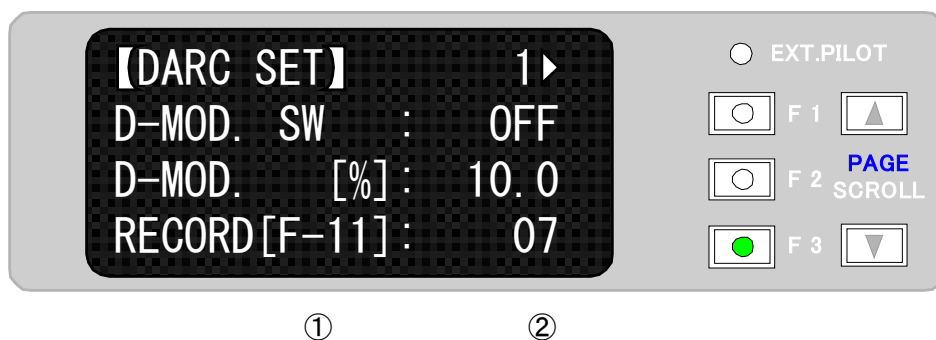 【DARC SET】 1▶
D-MOD. SW : OFF
D-MOD. [%]: 10.0
RECORD[F-11]: 07
EXT.PILOT
F 1
F 2
PAGE
SCROLL
F 3
① ②